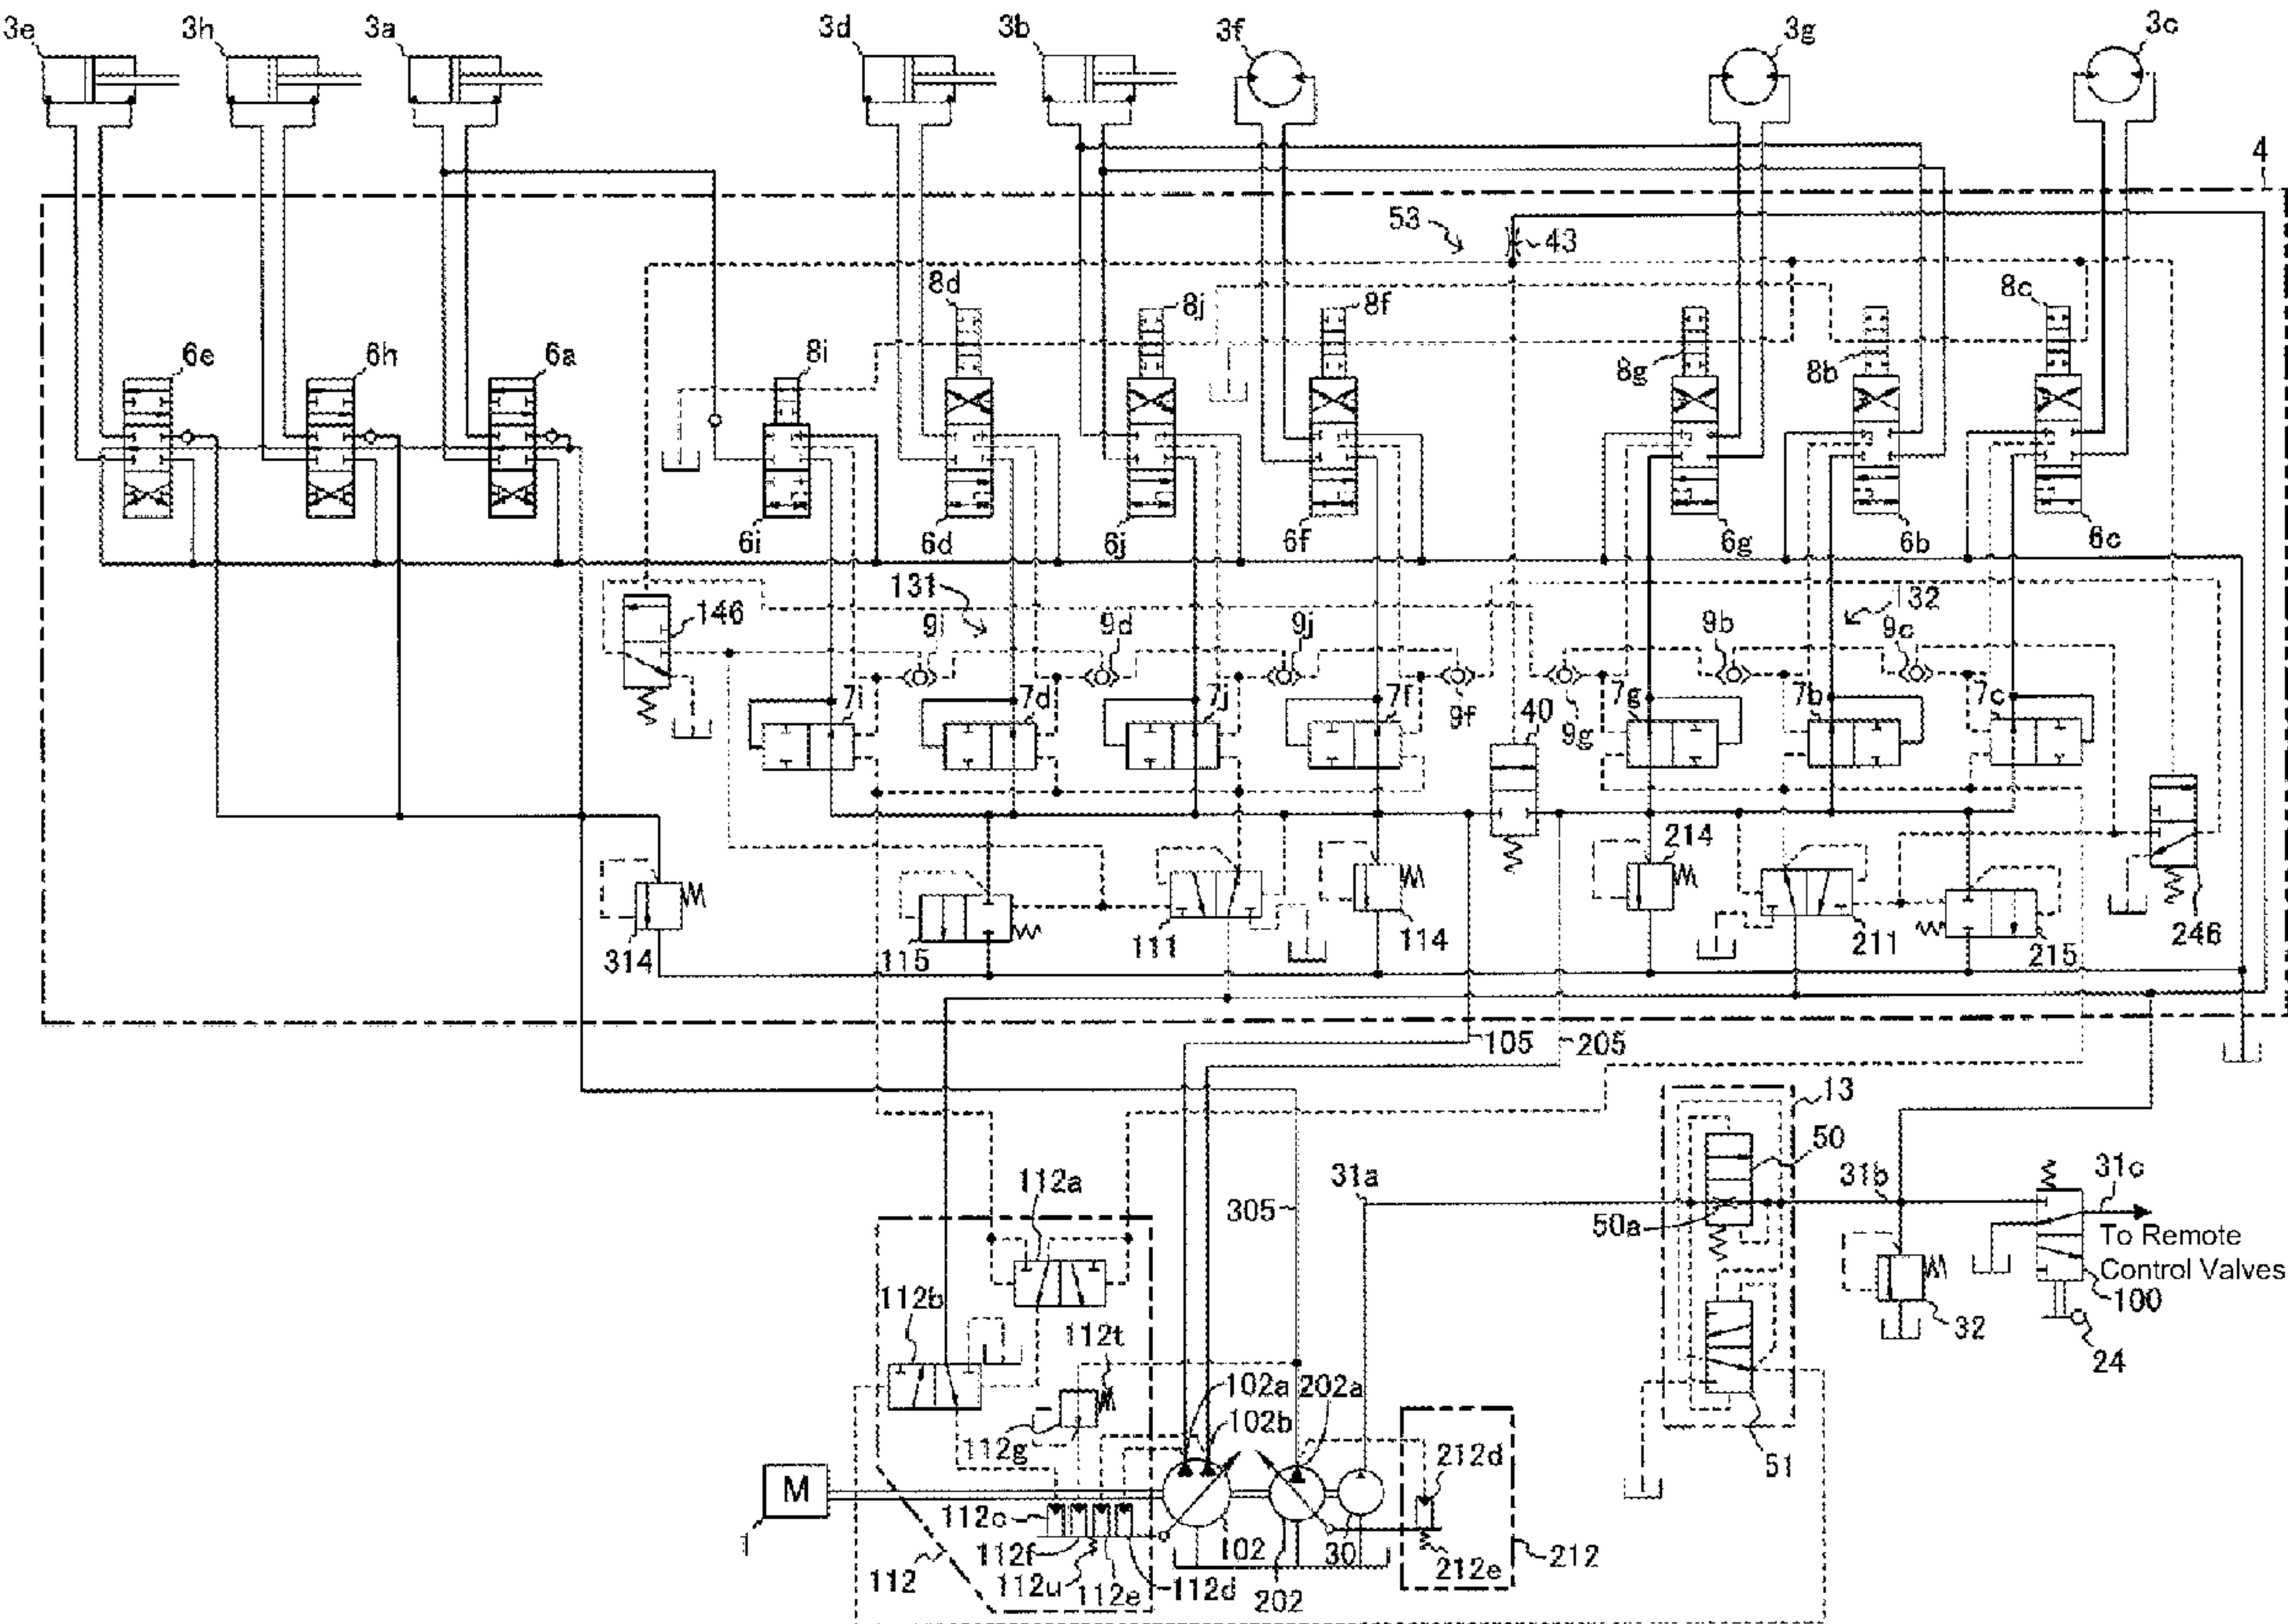 3e 3h 3a 3d 3b 3f 3g 3c
4
53 43
8d 8j 8f 8c
6e 6h 6a 8i 8g 8b
6i 6d 6j 6f 6g 6b 6c
131 132
146 9i 9d 9j 9b 9c
7i 7d 7j 7f 9f 40 9g 7g 7b 7c
214
314 115 111 114 211 215 246
105 205
13
50
112a 31a 31b 31c
305 50a
To Remote
Control Valves
112b 100
112t 32
24
102a 202a
102b
112g 212d 51
M
112c
1 112f 102 30 212
112 112u 112e 112d 202 212e